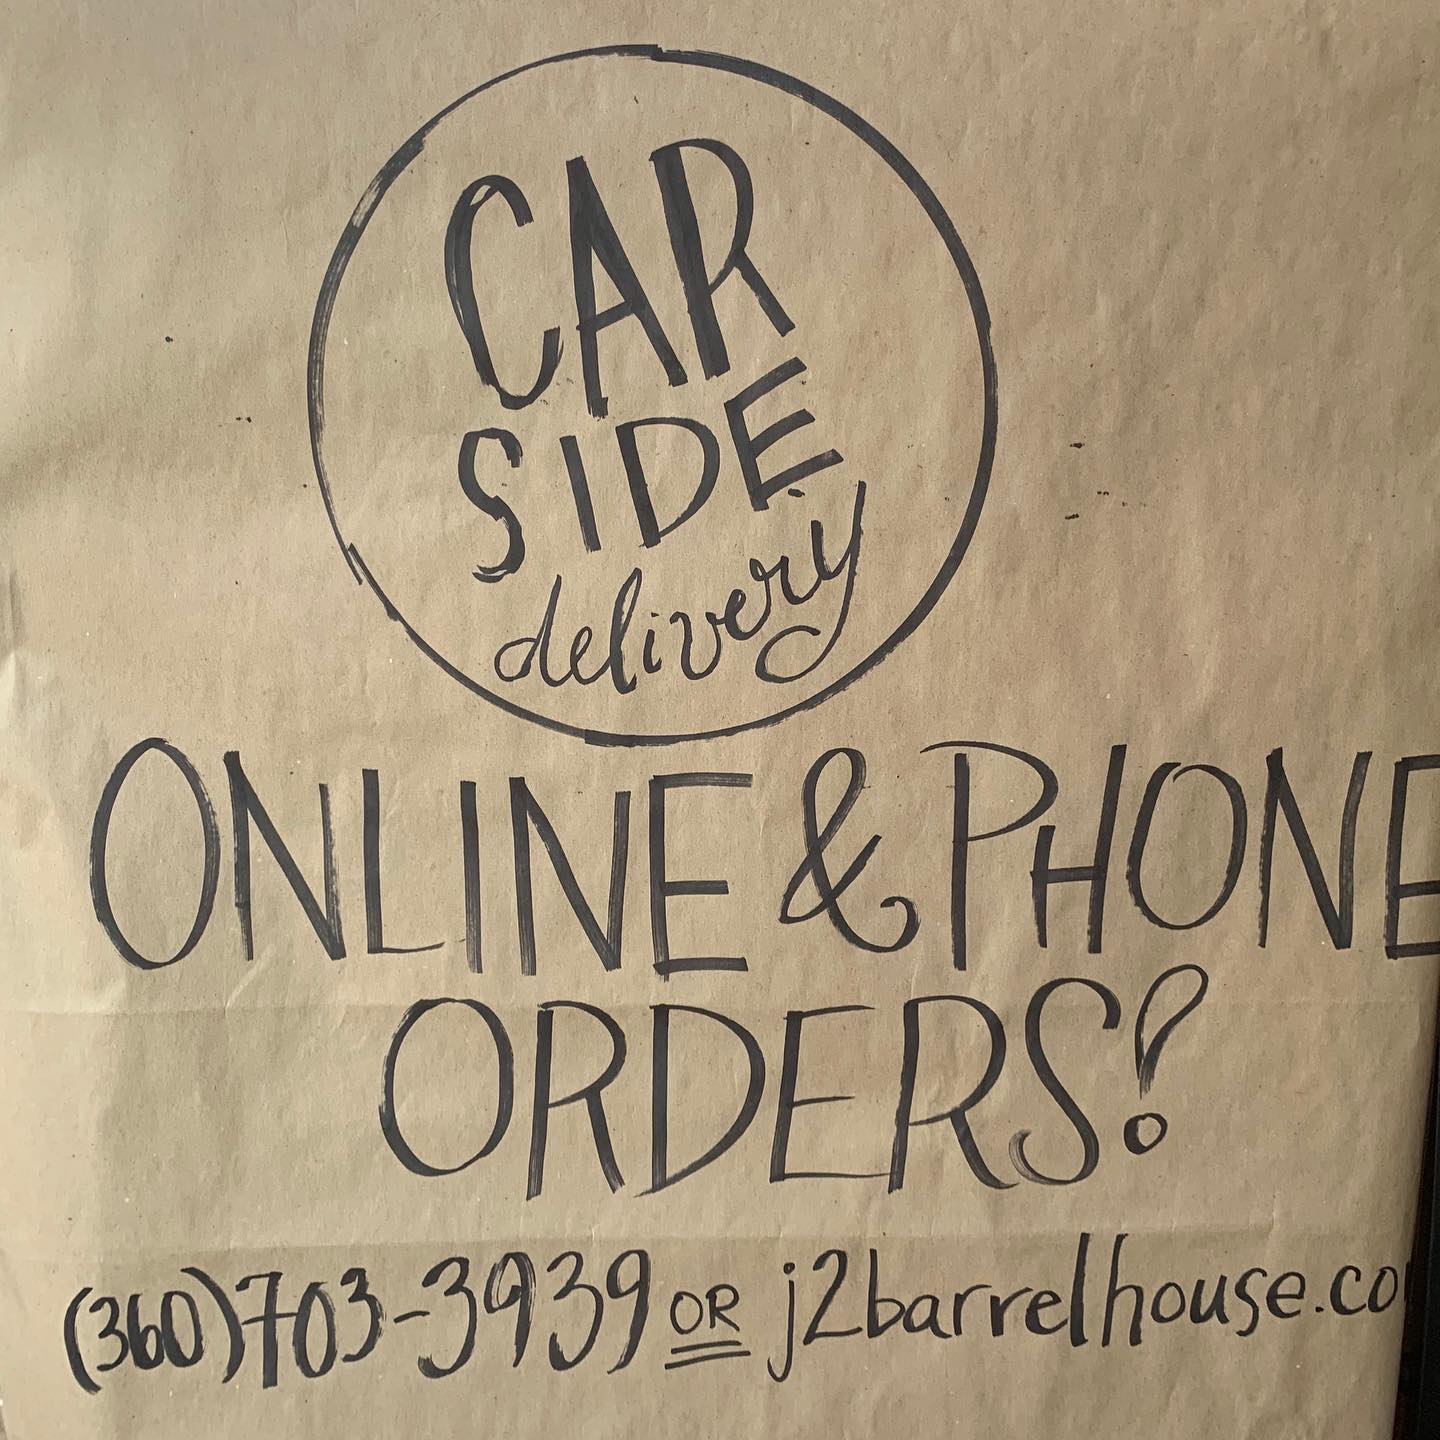 CAR
SIDE
delivery
ONLINE & PHONE
ORDERS!
(360)703-3939 OR j2barrelhouse.co